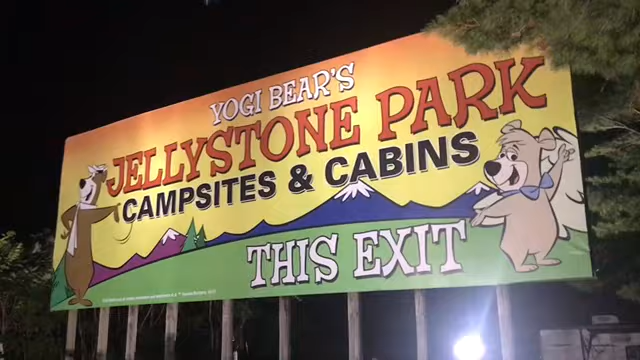 YOGI BEAR'S
JELLYSTONE PARK
CAMPSITES & CABINS
THIS EXIT